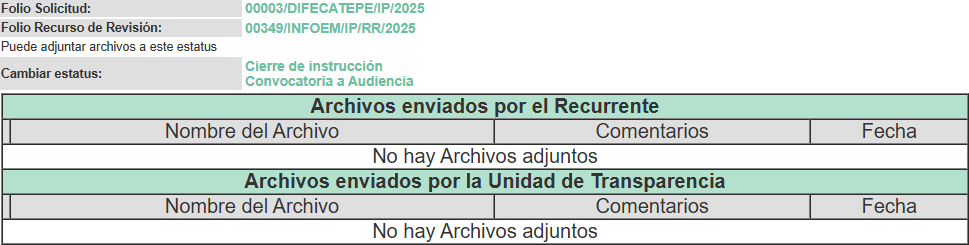 Folio Solicitud: 00003/DIFECATEPE/IP/2025
Folio Recurso de Revisión: 00349/INFOEM/IP/RR/2025
Puede adjuntar archivos a este estatus
Cambiar estatus: Cierre de instrucción
Convocatoria a Audiencia
Archivos enviados por el Recurrente
Nombre del Archivo Comentarios Fecha
No hay Archivos adjuntos
Archivos enviados por la Unidad de Transparencia
Nombre del Archivo Comentarios Fecha
No hay Archivos adjuntos